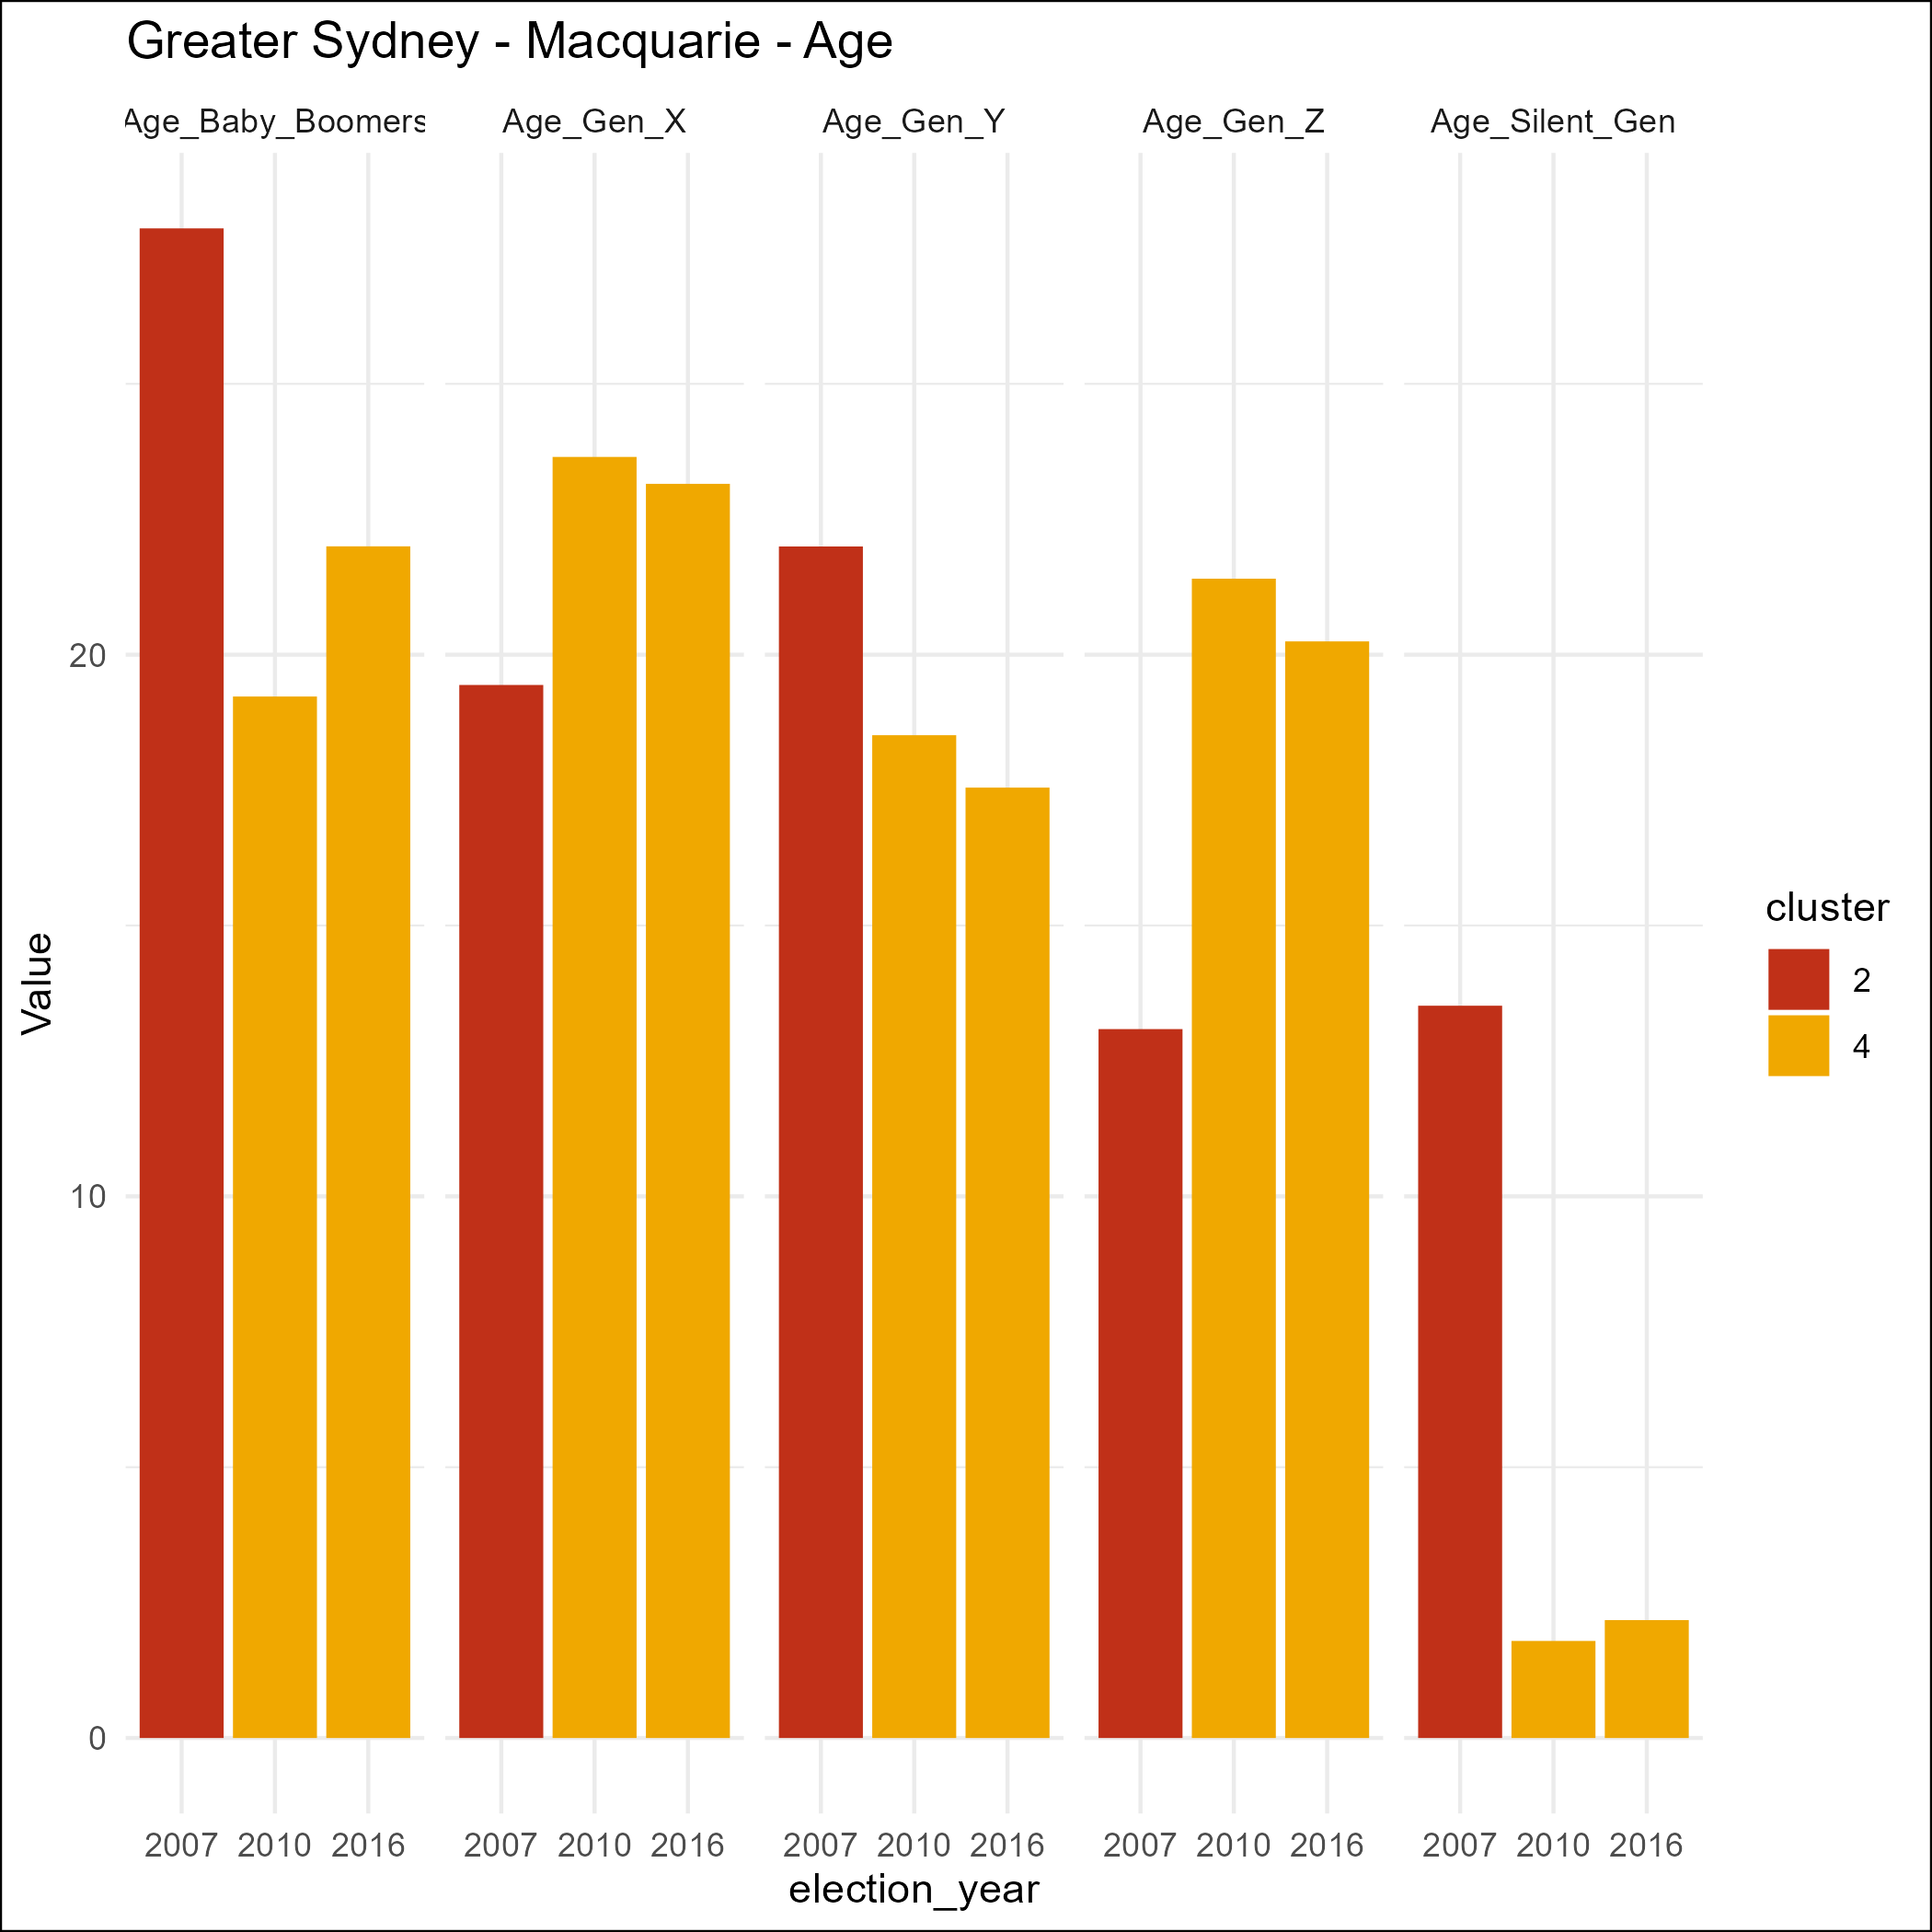 Greater Sydney - Macquarie - Age
Age_Baby_Boomers Age_Gen_X Age_Gen_Y Age_Gen_Z Age_Silent_Gen
20
10
0
Value
2007 2010 2016 2007 2010 2016 2007 2010 2016 2007 2010 2016 2007 2010 2016
election_year
cluster
2
4